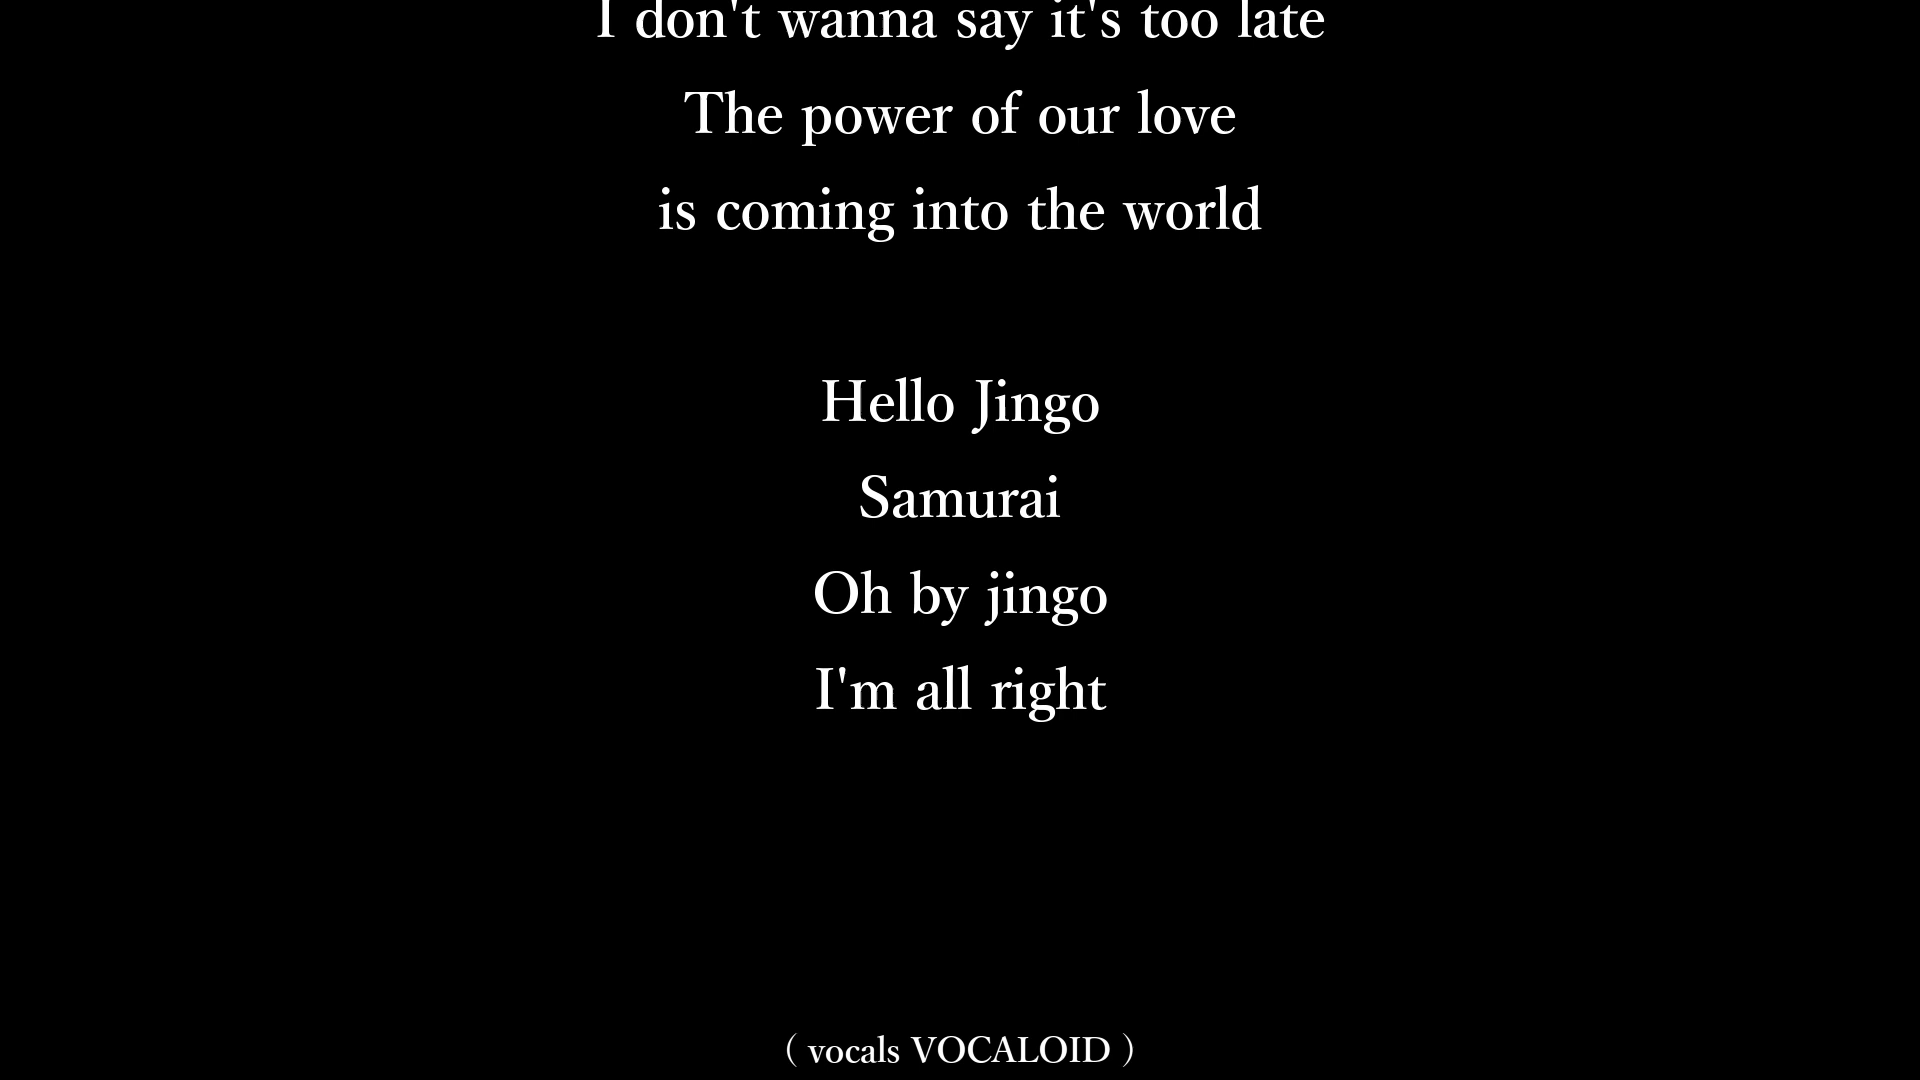 I don't wanna say it's too late
The power of our love
is coming into the world
Hello Jingo
Samurai
Oh by jingo
I'm all right
( vocals VOCALOID )